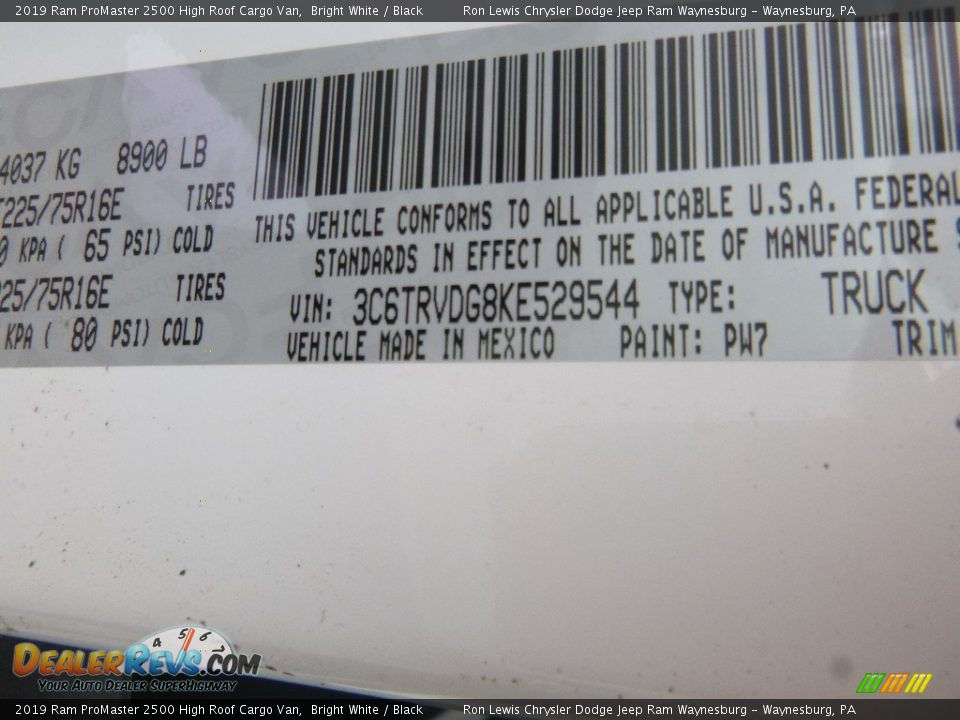 2019 Ram ProMaster 2500 High Roof Cargo Van, Bright White / Black Ron Lewis Chrysler Dodge Jeep Ram Waynesburg - Waynesburg, PA
4037 KG 8900 LB
225/75R16E TIRES
0 KPA ( 65 PSI) COLD
25/75R16E TIRES
KPA ( 80 PSI) COLD
THIS VEHICLE CONFORMS TO ALL APPLICABLE U.S.A. FEDERAL
STANDARDS IN EFFECT ON THE DATE OF MANUFACTURE
VIN: 3C6TRVDG8KE529544 TYPE: TRUCK
VEHICLE MADE IN MEXICO PAINT: PW7 TRIM
4 5 6
DealerRevs.com
Your Auto Dealer SuperHighway
2019 Ram ProMaster 2500 High Roof Cargo Van, Bright White / Black Ron Lewis Chrysler Dodge Jeep Ram Waynesburg - Waynesburg, PA